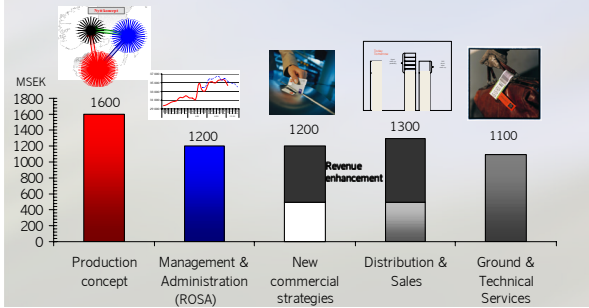 MSEK
1800
1600
1400
1200
1000
800
600
400
200
0
1600
1200
1200
1300
1100
Revenue
enhancement
Production
concept
Management &
Administration
(ROSA)
New
commercial
strategies
Distribution &
Sales
Ground &
Technical
Services